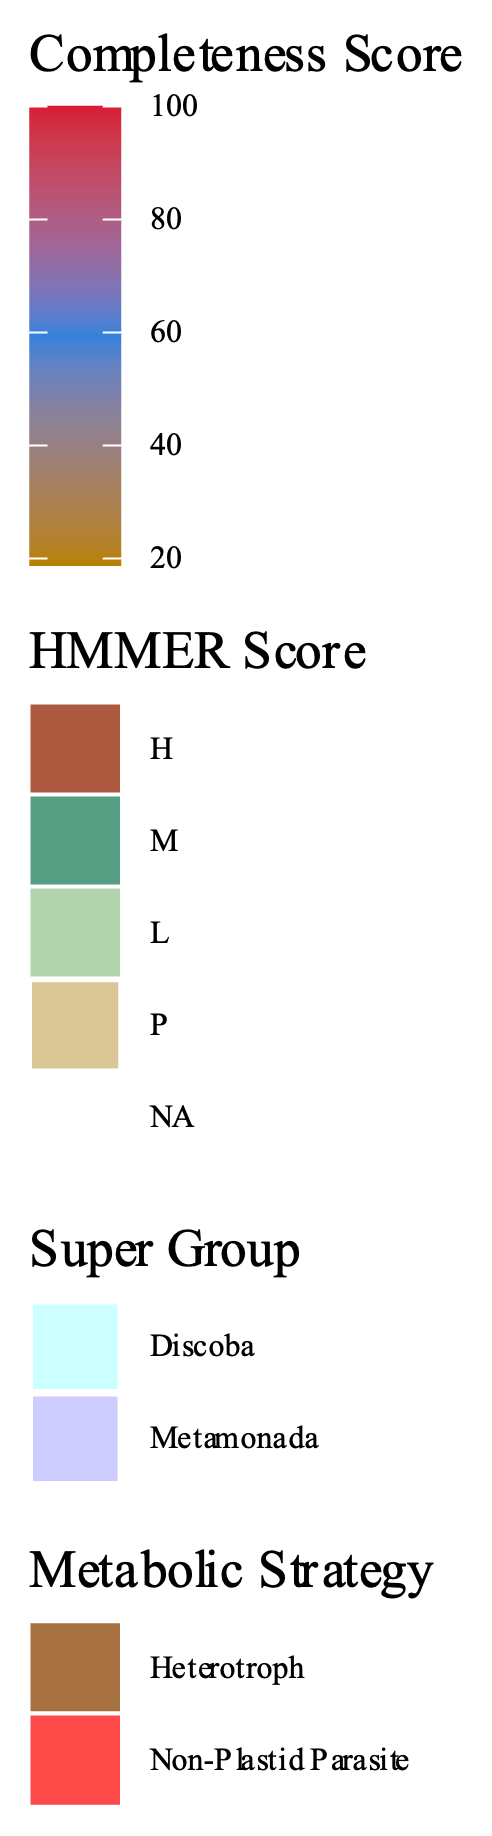 Completeness Score
100
80
60
40
20
HMMER Score
H
M
L
P
NA
Super Group
Discoba
Metamonada
Metabolic Strategy
Heterotroph
Non-Plastid Parasite